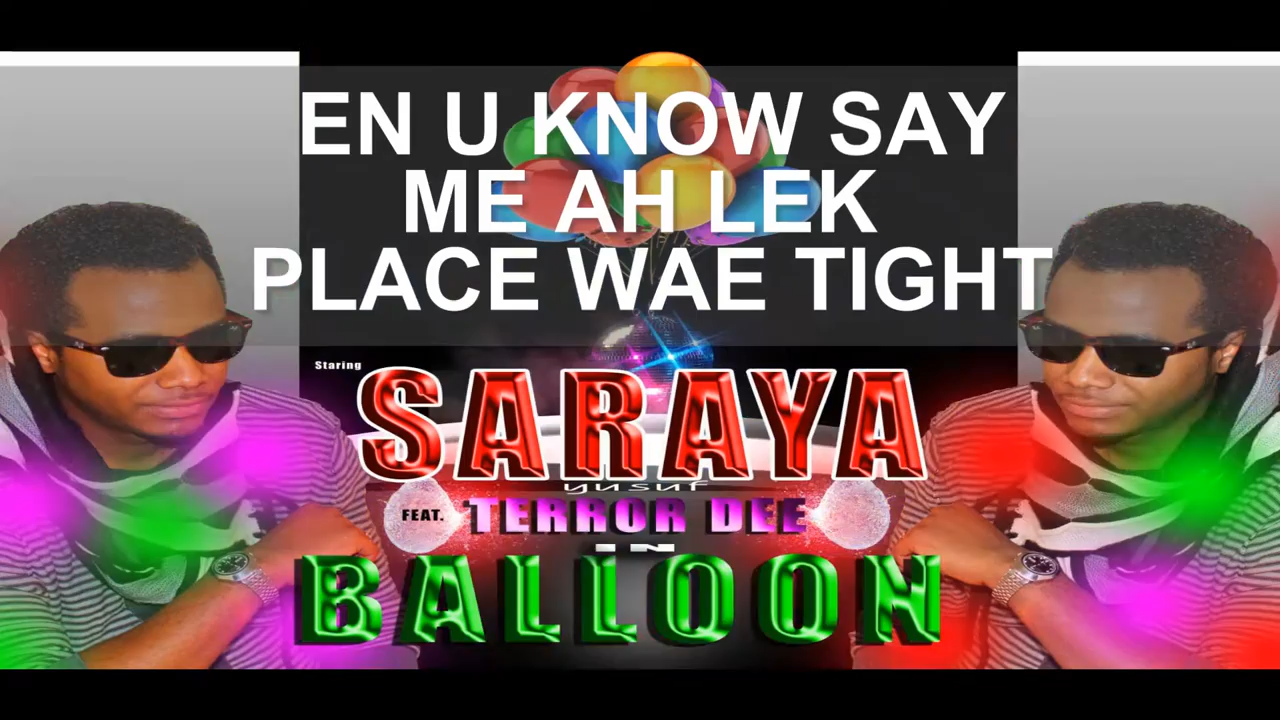 EN U KNOW SAY
ME AH LEK
PLACE WAE TIGHT
Staring
SARAYA
yusuf
FEAT. TERROR DEE
IN
BALLOON